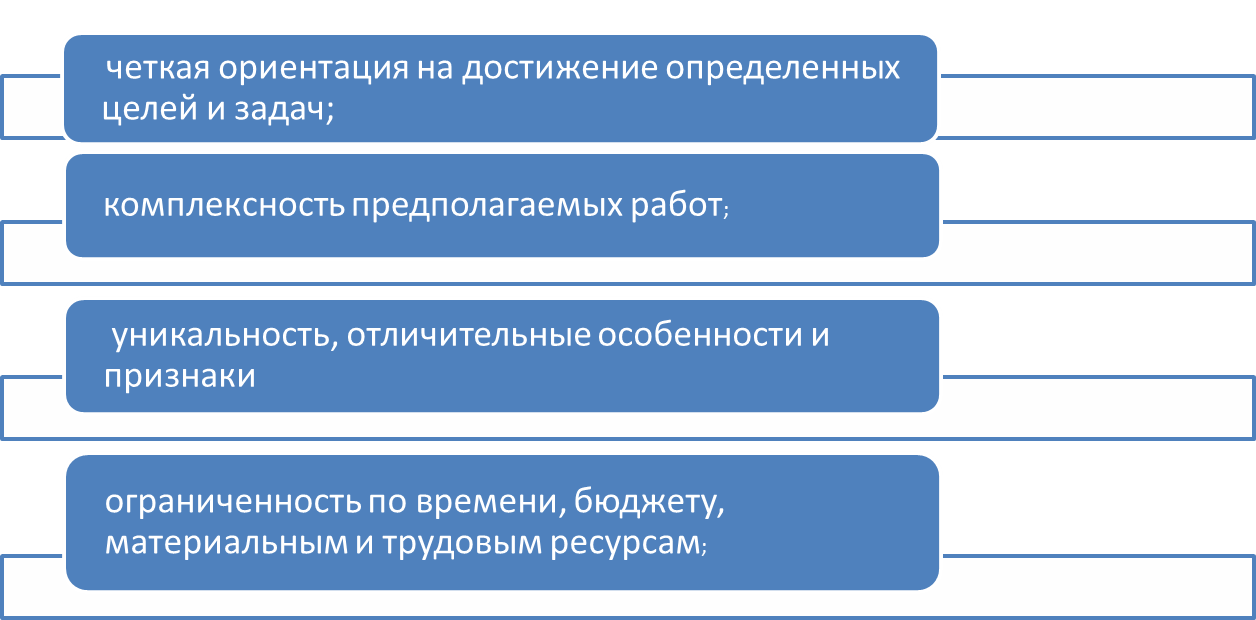 четкая ориентация на достижение определенных
целей и задач;
комплексность предполагаемых работ;
уникальность, отличительные особенности и
признаки
ограниченность по времени, бюджету,
материальным и трудовым ресурсам;